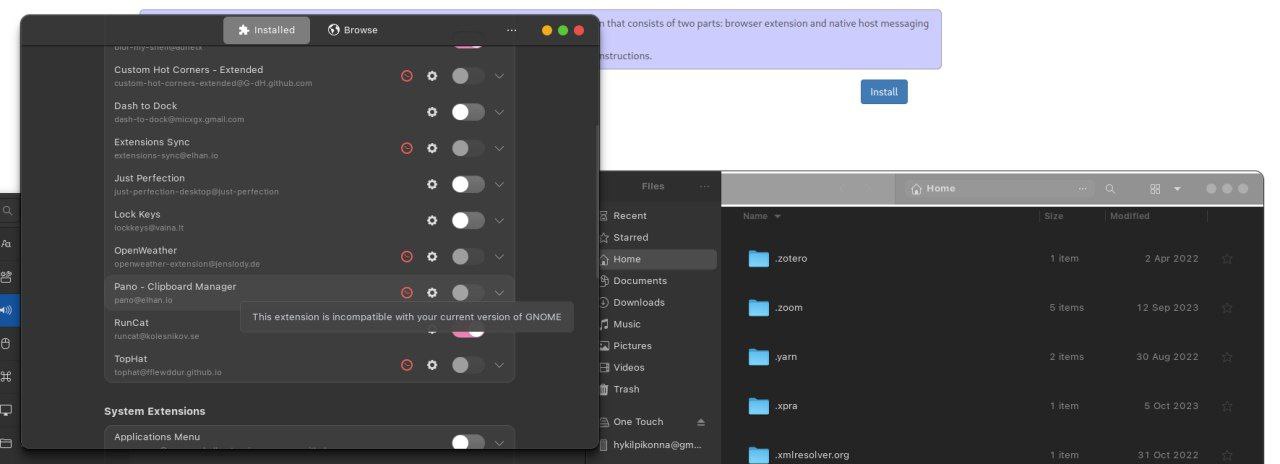 n that consists of two parts: browser extension and native host messaging
nstructions.
Install
Installed
Browse
blur-my-shell@aunetx
Custom Hot Corners - Extended
custom-hot-corners-extended@G-dH.github.com
Dash to Dock
dash-to-dock@micxgx.gmail.com
Extensions Sync
extensions-sync@elhan.io
Just Perfection
just-perfection-desktop@just-perfection
Lock Keys
lockkeys@vaina.lt
OpenWeather
openweather-extension@jenslody.de
Pano - Clipboard Manager
pano@elhan.io
This extension is incompatible with your current version of GNOME
RunCat
runcat@kolesnikov.se
TopHat
tophat@fflewddur.github.io
System Extensions
Applications Menu
Aa
Files
Recent
Starred
Home
Documents
Downloads
Music
Pictures
Videos
Trash
One Touch
hykilpikonna@gm...
Home
Name Size Modified
.zotero 1 item 2 Apr 2022
.zoom 5 items 12 Sep 2023
.yarn 2 items 30 Aug 2022
.xpra 1 item 5 Oct 2023
.xmlresolver.org 1 item 31 Oct 2022